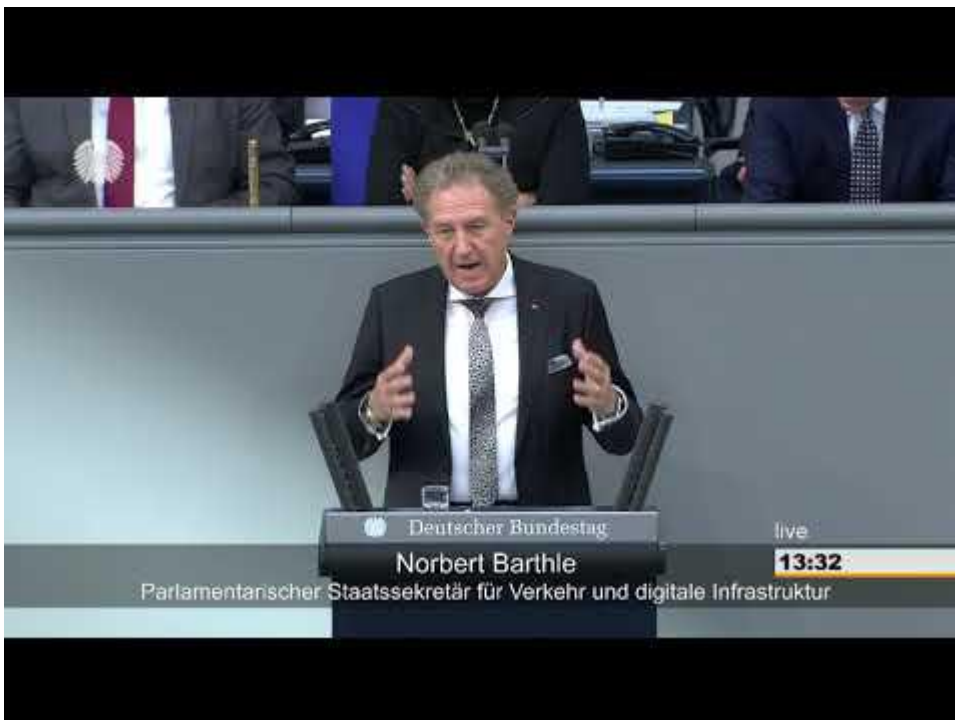 Deutscher Bundestag
live
Norbert Barthle
13:32
Parlamentarischer Staatssekretär für Verkehr und digitale Infrastruktur